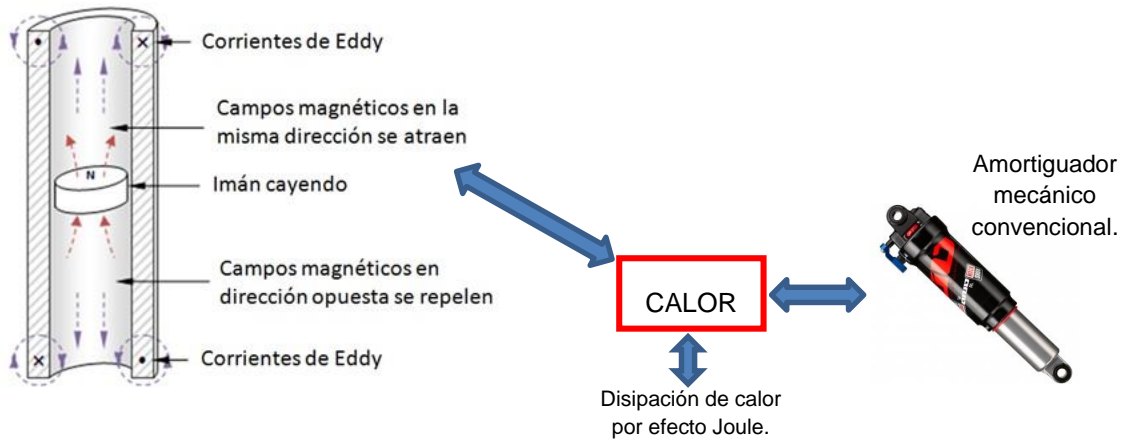 Corrientes de Eddy
Campos magnéticos en la
misma dirección se atraen
N
Imán cayendo
Campos magnéticos en
dirección opuesta se repelen
Corrientes de Eddy
CALOR
Disipación de calor
por efecto Joule.
Amortiguador
mecánico
convencional.